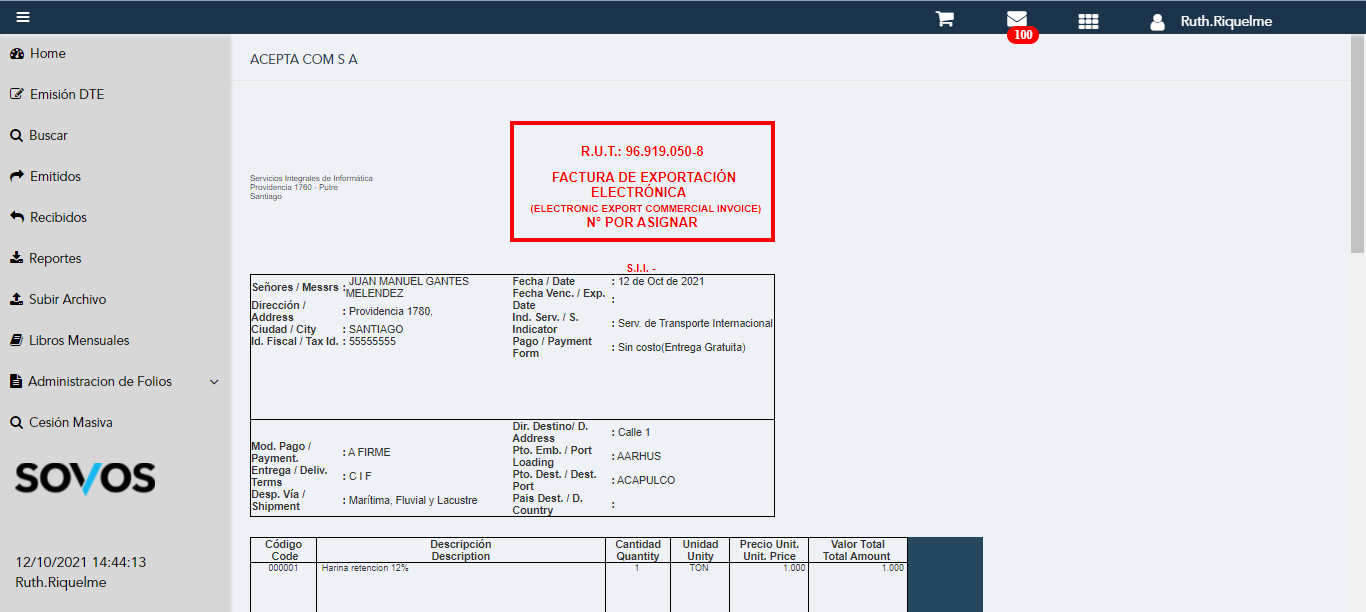 Ruth.Riquelme
100
Home
Emisión DTE
Buscar
Emitidos
Recibidos
Reportes
Subir Archivo
Libros Mensuales
Administracion de Folios
Cesión Masiva
SOVOS
12/10/2021 14:44:13
Ruth.Riquelme
ACEPTA COM S A
Servicios Integrales de Informática
Providencia 1760 - Putre
Santiago
R.U.T.: 96.919.050-8
FACTURA DE EXPORTACIÓN
ELECTRÓNICA
(ELECTRONIC EXPORT COMMERCIAL INVOICE)
N° POR ASIGNAR
S.I.I. -
Señores / Messrs : JUAN MANUEL GANTES
MELENDEZ
Dirección /
Address : Providencia 1780,
Ciudad / City : SANTIAGO
Id. Fiscal / Tax Id. : 55555555
Fecha / Date : 12 de Oct de 2021
Fecha Venc. / Exp.
Date :
Ind. Serv. / S.
Indicator : Serv. de Transporte Internacional
Pago / Payment
Form : Sin costo(Entrega Gratuita)
Mod. Pago /
Payment. : A FIRME
Entrega / Deliv.
Terms : C I F
Desp. Vía /
Shipment : Marítima, Fluvial y Lacustre
Dir. Destino/ D.
Address : Calle 1
Pto. Emb. / Port
Loading : AARHUS
Pto. Dest. / Dest.
Port : ACAPULCO
Pais Dest. / D.
Country :
Código Descripción Cantidad Unidad Precio Unit. Valor Total
Code Description Quantity Unity Unit. Price Total Amount
000001 Harina retencion 12% 1 TON 1.000 1.000